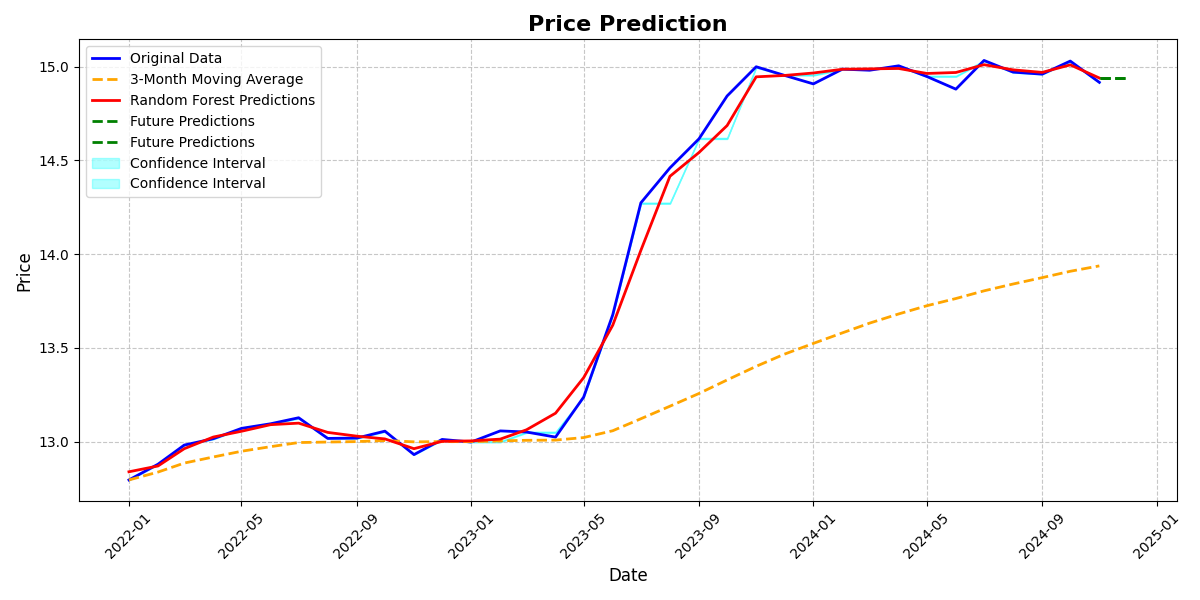 Price Prediction
Original Data
3-Month Moving Average
Random Forest Predictions
Future Predictions
Future Predictions
Confidence Interval
Confidence Interval
Price
15.0
14.5
14.0
13.5
13.0
2022-01
2022-05
2022-09
2023-01
2023-05
2023-09
2024-01
2024-05
2024-09
2025-01
Date